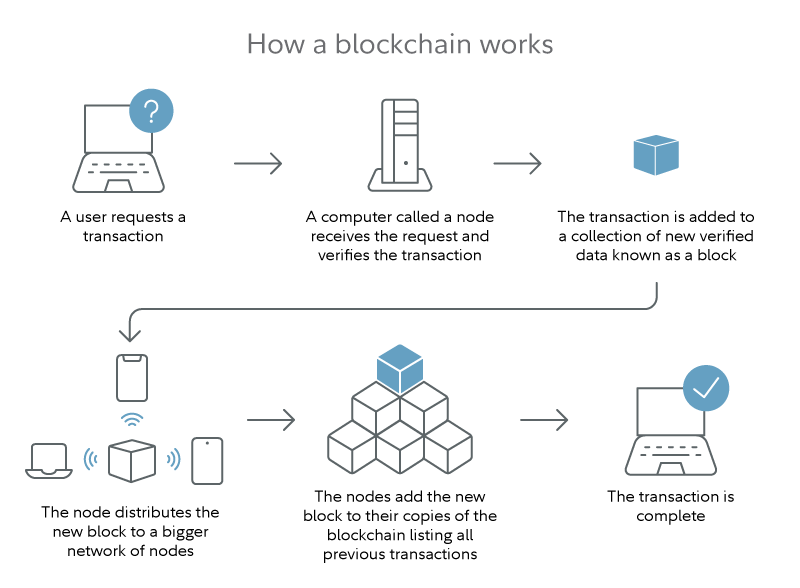 How a blockchain works
?
A user requests a
transaction
A computer called a node
receives the request and
verifies the transaction
The transaction is added to
a collection of new verified
data known as a block
The node distributes the
new block to a bigger
network of nodes
The nodes add the new
block to their copies of the
blockchain listing all
previous transactions
The transaction is
complete